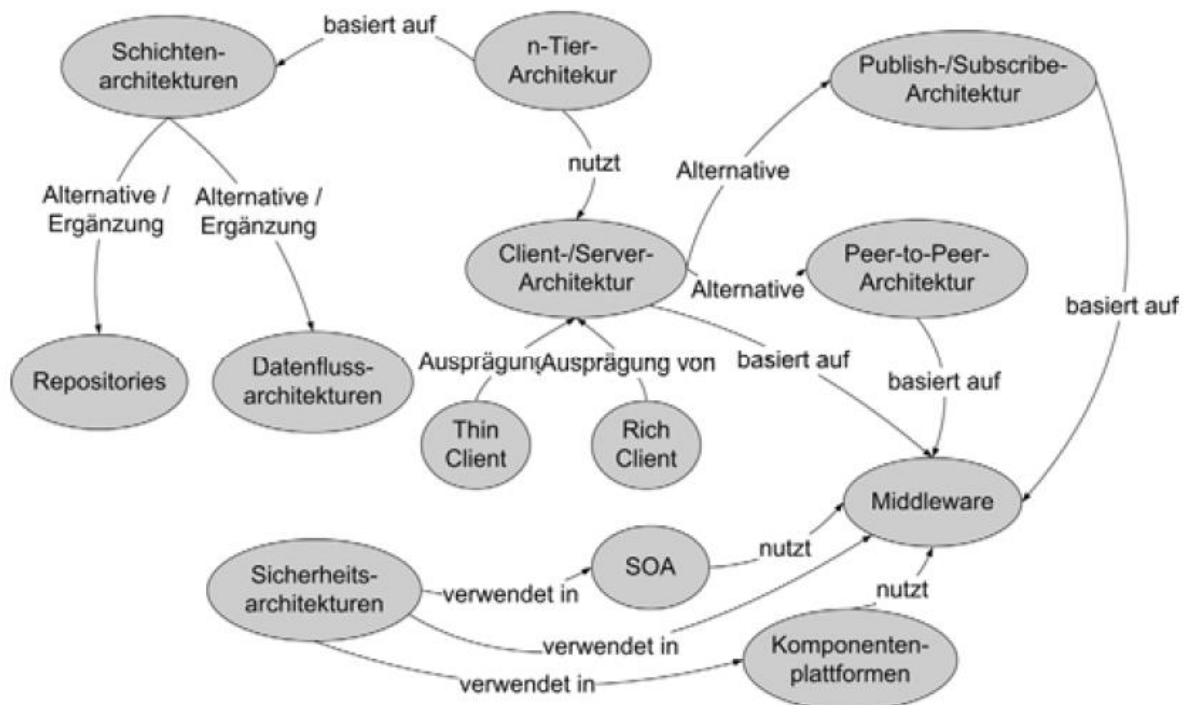 basiert auf
Schichten-
architekturen
n-Tier-
Architekur
Publish-/Subscribe-
Architektur
nutzt
Alternative
Alternative /
Ergänzung
Alternative /
Ergänzung
Client-/Server-
Architektur
Alternative
Peer-to-Peer-
Architektur
basiert auf
Repositories
Datenfluss-
architekturen
Ausprägung
Ausprägung von
basiert auf
basiert auf
Thin
Client
Rich
Client
Middleware
nutzt
SOA
Sicherheits-
architekturen
verwendet in
nutzt
verwendet in
Komponenten-
plattformen
verwendet in